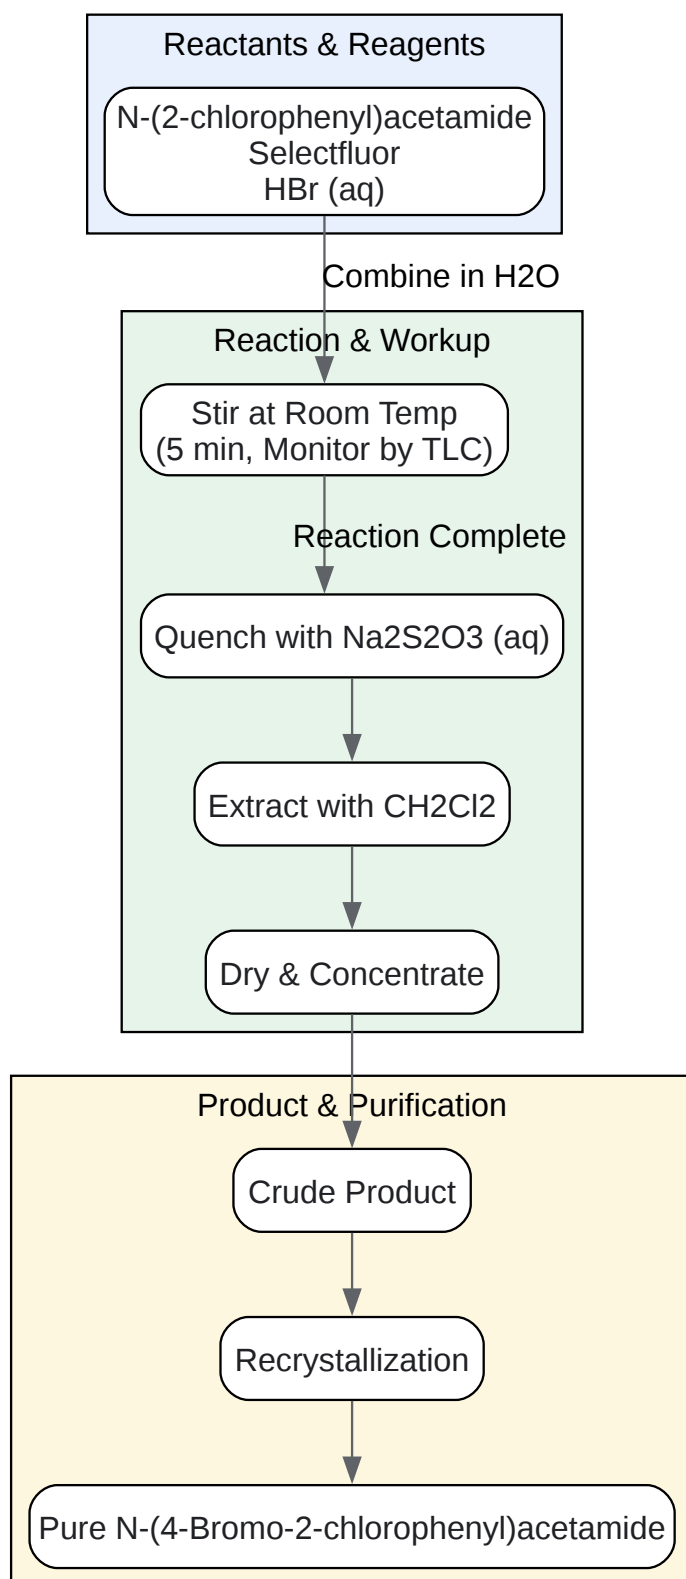 Reactants & Reagents
N-(2-chlorophenyl)acetamide
Selectfluor
HBr (aq)
Combine in H2O
Reaction & Workup
Stir at Room Temp
(5 min, Monitor by TLC)
Reaction Complete
Quench with Na2S2O3 (aq)
Extract with CH2Cl2
Dry & Concentrate
Product & Purification
Crude Product
Recrystallization
Pure N-(4-Bromo-2-chlorophenyl)acetamide